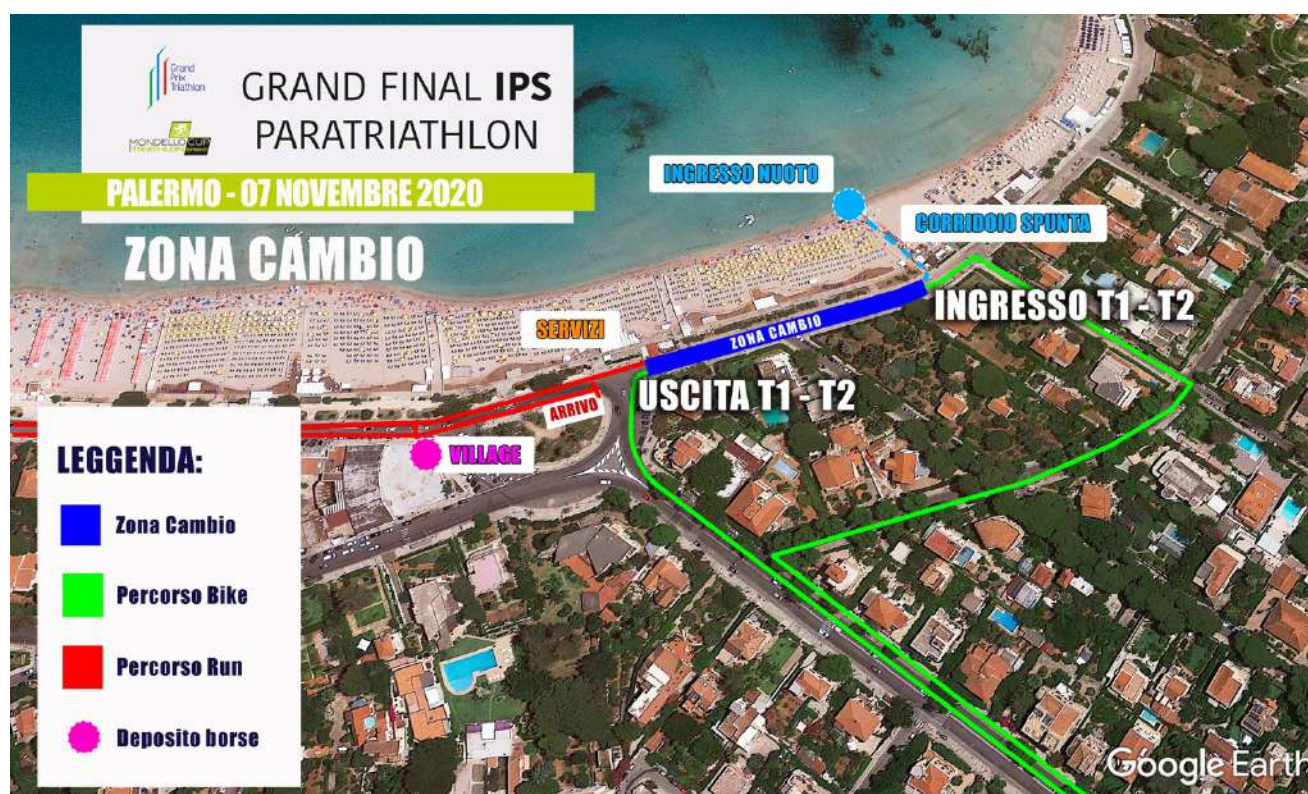 Grand
Prix
Triathlon
MONDELLO CUP
GRAND FINAL IPS
PARATRIATHLON
PALERMO - 07 NOVEMBRE 2020
ZONA CAMBIO
INGRESSO NUOTO
CORRIDOIO SPUNTA
INGRESSO T1 - T2
SERVIZI
ZONA CAMBIO
USCITA T1 - T2
ARRIVO
VILLAGE
LEGGENDA:
Zona Cambio
Percorso Bike
Percorso Run
Deposito borse
Google Earth